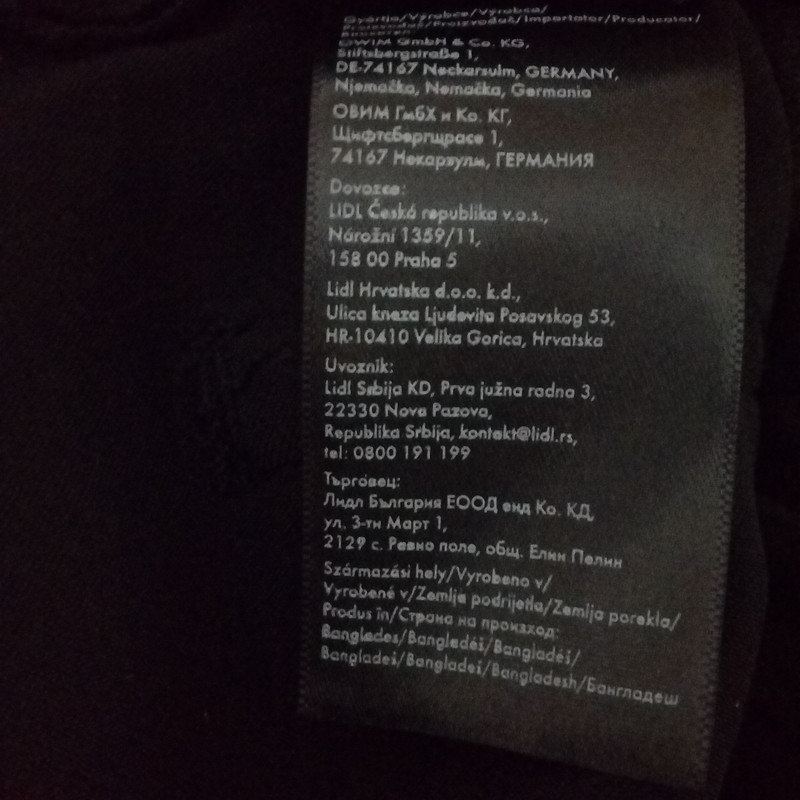 Gyártja/Výrobce/Výrobca/
Proizvođač/Proizvođač/Importator/Producator/
OWIM GmbH & Co. KG,
Stiftsbergstraße 1,
DE-74167 Neckarsulm, GERMANY,
Njemačka, Nemačka, Germania
ОВИМ ГмбХ и Ко. КГ,
Щифтсбергщрасе 1,
74167 Некарзулм, ГЕРМАНИЯ
Dovozce:
LIDL Česká republika v.o.s.,
Nárožní 1359/11,
158 00 Praha 5
Lidl Hrvatska d.o.o. k.d.,
Ulica kneza Ljudevita Posavskog 53,
HR-10410 Velika Gorica, Hrvatska
Uvoznik:
Lidl Srbija KD, Prva južna radna 3,
22330 Nova Pazova,
Republika Srbija, kontakt@lidl.rs,
tel: 0800 191 199
Търговец:
Лидл България ЕООД енд Ко. КД,
ул. 3-ти Март 1,
2129 с. Равно поле, общ. Елин Пелин
Származási hely/Vyrobeno v/
Vyrobené v/Zemlja podrijetla/Zemlja porekla/
Produs în/Страна на произход:
Banglades/Bangladéš/Bangladéš/
Bangladeš/Bangladeš/Bangladesh/Бангладеш